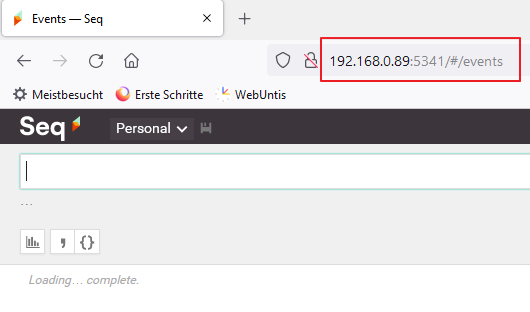 Events — Seq
192.168.0.89:5341/#/events
Meistbesucht Erste Schritte WebUntis
Seq Personal
...
, {}
Loading... complete.